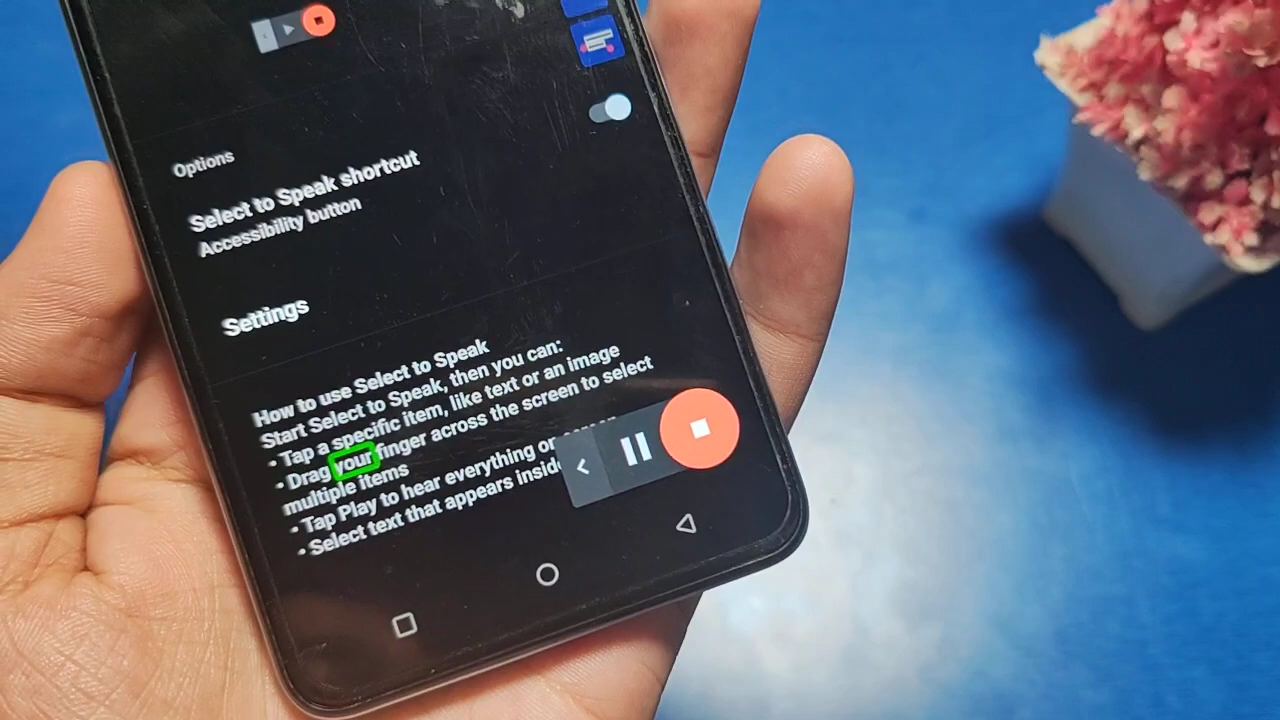 Options
Select to Speak shortcut
Accessibility button
Settings
How to use Select to Speak
Start Select to Speak, then you can:
• Tap a specific item, like text or an image
• Drag your finger across the screen to select
multiple items
• Tap Play to hear everything on
• Select text that appears inside